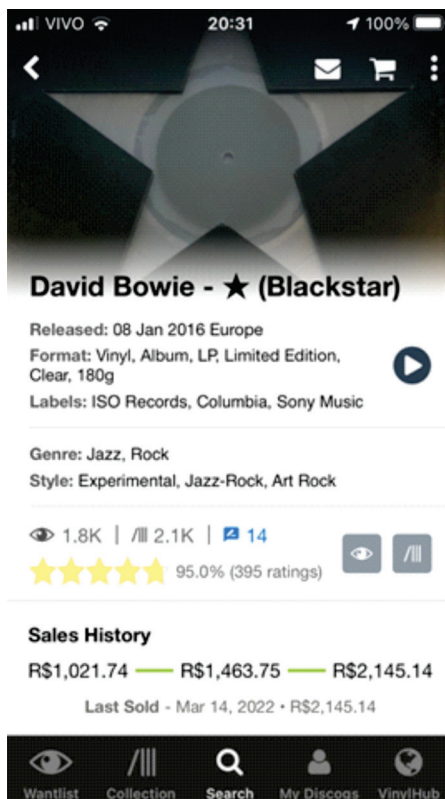 VIVO 20:31 100%
David Bowie - ★ (Blackstar)
Released: 08 Jan 2016 Europe
Format: Vinyl, Album, LP, Limited Edition,
Clear, 180g
Labels: ISO Records, Columbia, Sony Music
Genre: Jazz, Rock
Style: Experimental, Jazz-Rock, Art Rock
1.8K | 2.1K | 14
95.0% (395 ratings)
Sales History
R$1,021.74 R$1,463.75 R$2,145.14
Last Sold - Mar 14, 2022 • R$2,145.14
Wantlist Collection Search My Discogs VinylHub